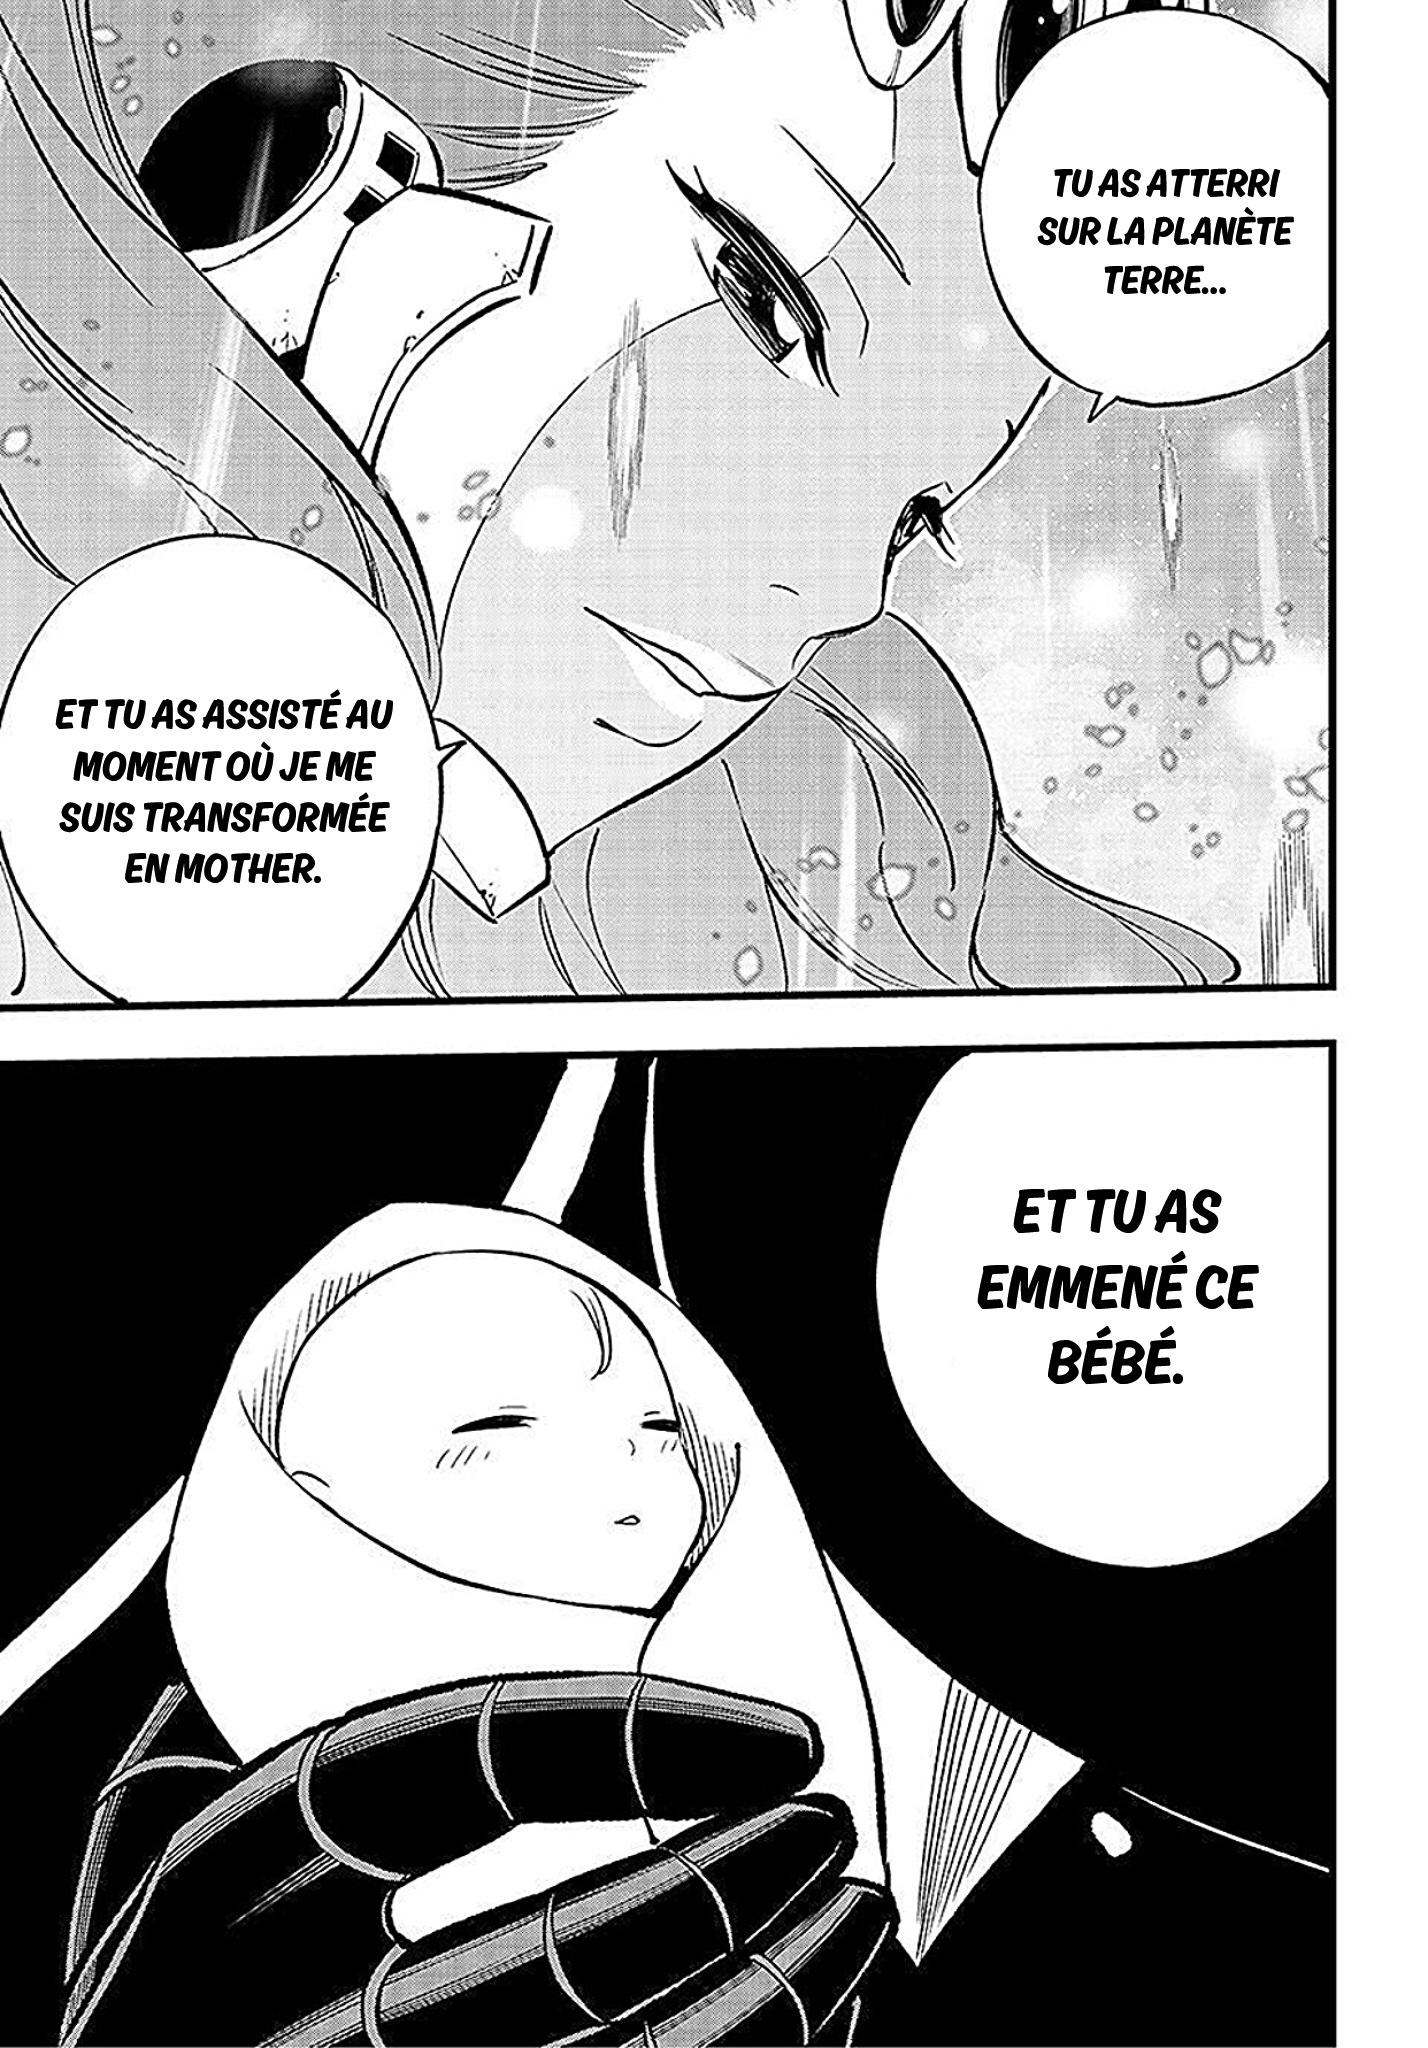 TU AS ATTERRI
SUR LA PLANÈTE
TERRE...
ET TU AS ASSISTÉ AU
MOMENT OÙ JE ME
SUIS TRANSFORMÉE
EN MOTHER.
ET TU AS
EMMENÉ CE
BÉBÉ.